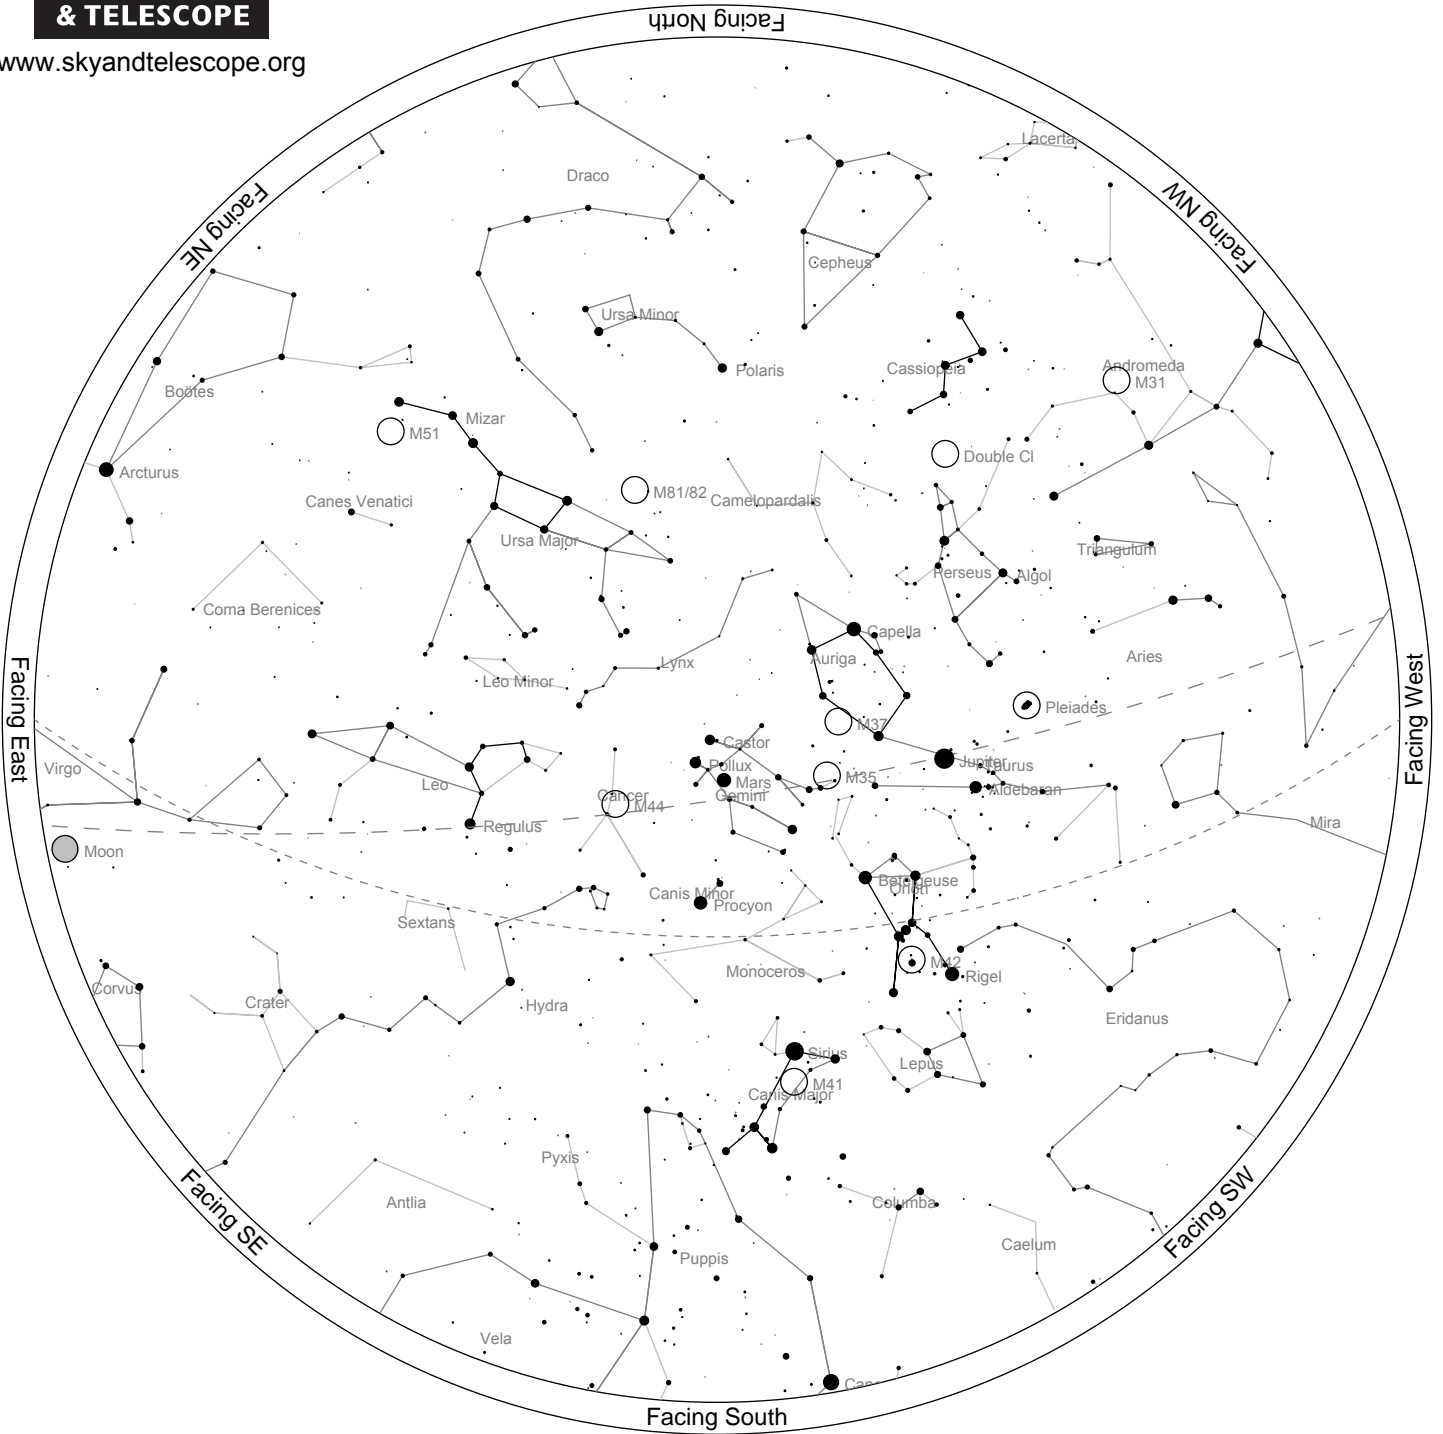 & TELESCOPE
www.skyandtelescope.org
Facing North
Facing NE
Facing NW
Facing East
Facing West
Facing SE
Facing SW
Facing South
Lacerta
Draco
Cepheus
Ursa Minor
Polaris
Cassiopeia
Andromeda
M31
Boötes
Mizar
M51
Arcturus
Double Cl
M81/82
Canes Venatici
Camelopardalis
Ursa Major
Triangulum
Perseus
Algol
Coma Berenices
Capella
Auriga
Lynx
Aries
Leo Minor
Pleiades
M37
Castor
Virgo
Pollux
Jupiter
Taurus
M35
Mars
Leo
Aldebaran
Cancer
Gemini
M44
Regulus
Mira
Moon
Betelgeuse
Orion
Canis Minor
Procyon
Sextans
M42
Monoceros
Rigel
Corvus
Crater
Hydra
Eridanus
Sirius
Lepus
M41
Canis Major
Pyxis
Antlia
Columba
Caelum
Puppis
Vela